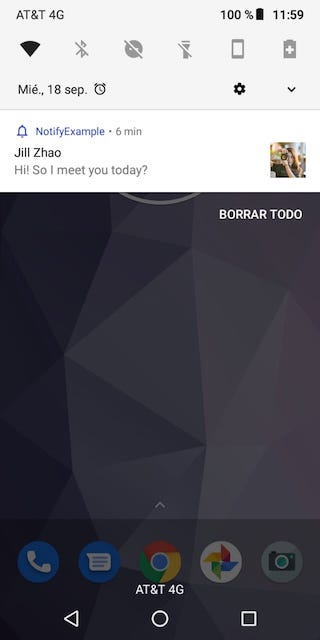 AT&T 4G 100 % 11:59
Mié., 18 sep.
NotifyExample • 6 min
Jill Zhao
Hi! So I meet you today?
BORRAR TODO
AT&T 4G